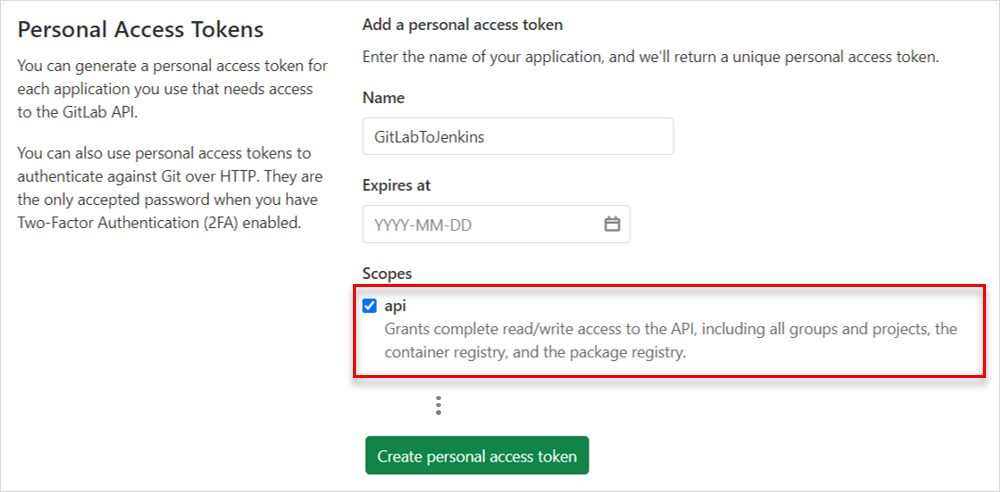 Personal Access Tokens
You can generate a personal access token for
each application you use that needs access
to the GitLab API.
You can also use personal access tokens to
authenticate against Git over HTTP. They are
the only accepted password when you have
Two-Factor Authentication (2FA) enabled.
Add a personal access token
Enter the name of your application, and we'll return a unique personal access token.
Name
GitLabToJenkins
Expires at
YYYY-MM-DD
Scopes
api
Grants complete read/write access to the API, including all groups and projects, the
container registry, and the package registry.
Create personal access token